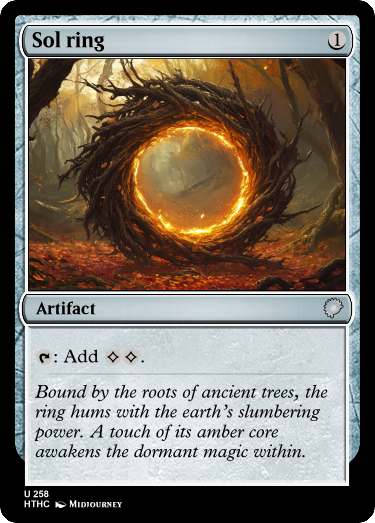 Sol ring 1
Artifact
: Add .
Bound by the roots of ancient trees, the
ring hums with the earth's slumbering
power. A touch of its amber core
awakens the dormant magic within.
U 258
HTHC Midjourney